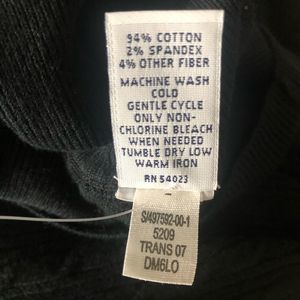 94% COTTON
2% SPANDEX
4% OTHER FIBER
MACHINE WASH
COLD
GENTLE CYCLE
ONLY NON-
CHLORINE BLEACH
WHEN NEEDED
TUMBLE DRY LOW
WARM IRON
RN 54023
S/497592-00-1
5209
TRANS 07
DM6LO